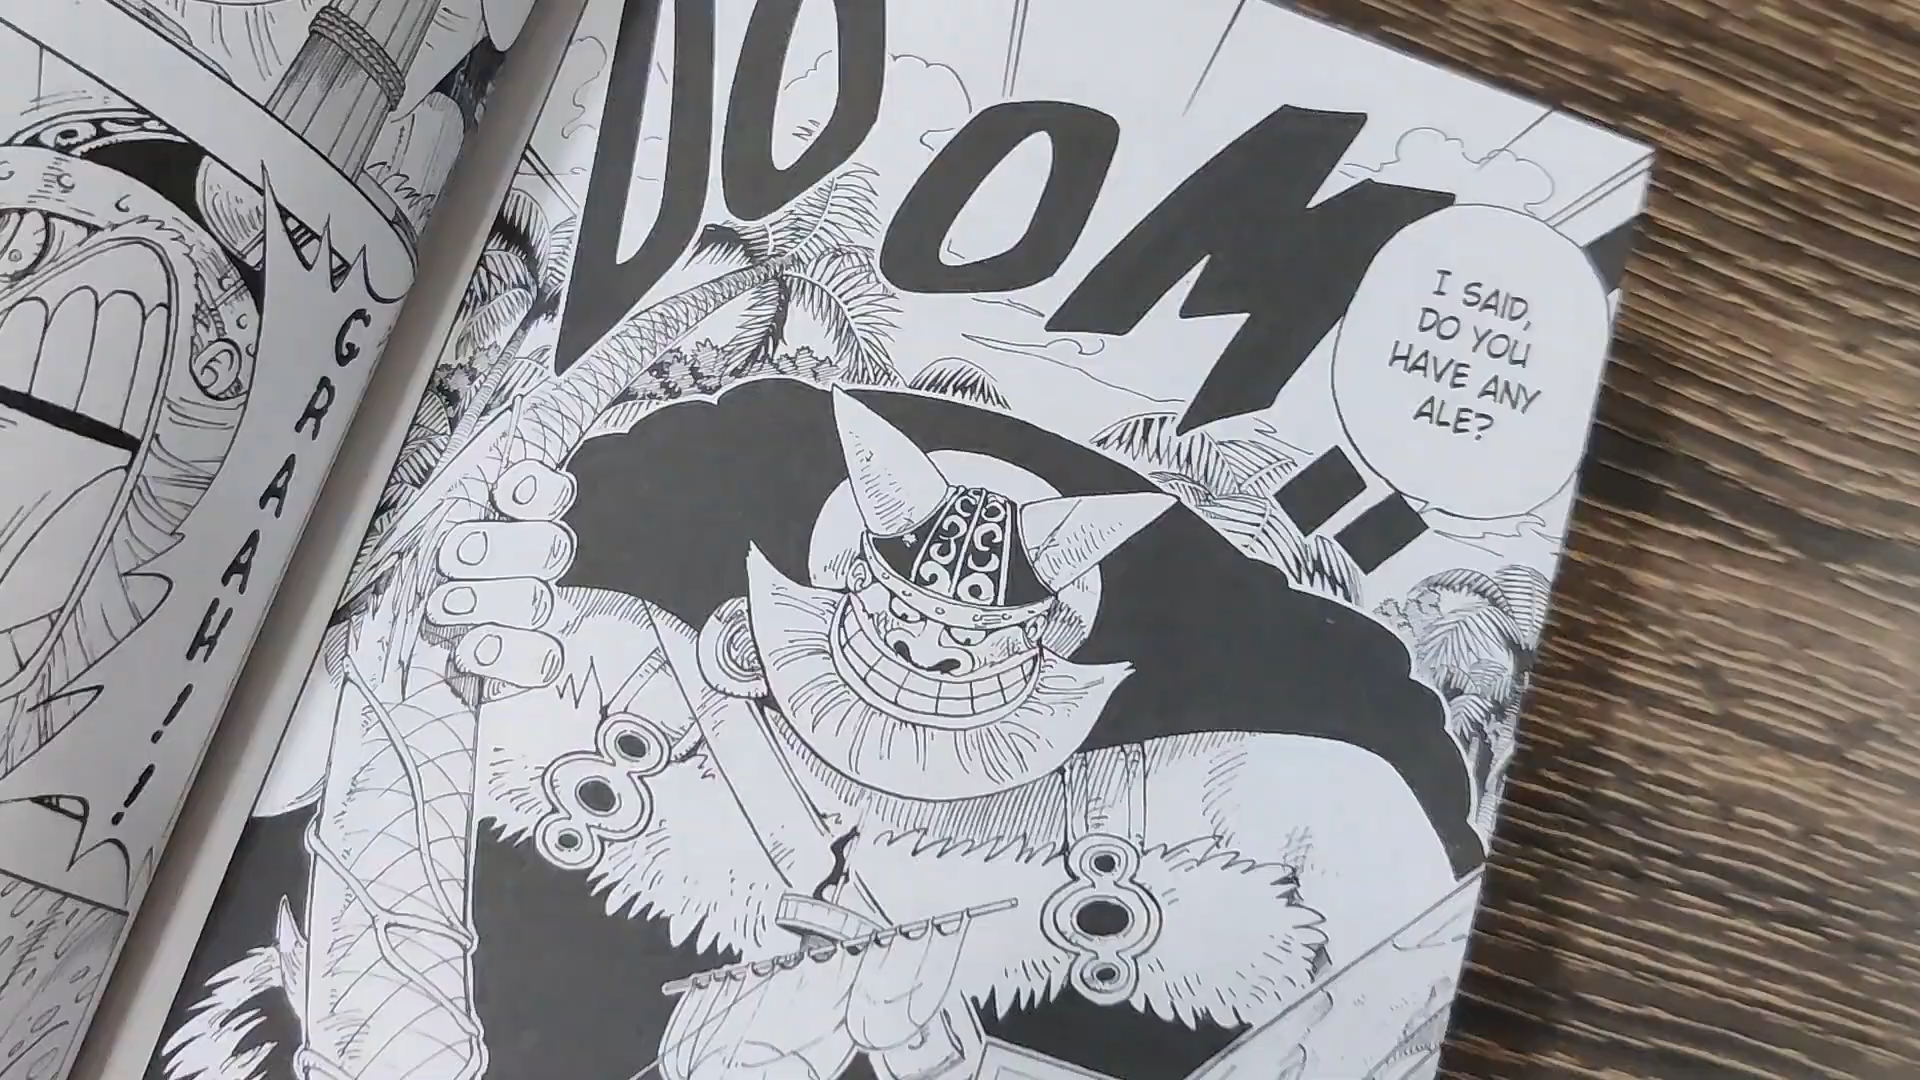 GRAAAH!!!
DOOM!!
I SAID,
DO YOU
HAVE ANY
ALE?